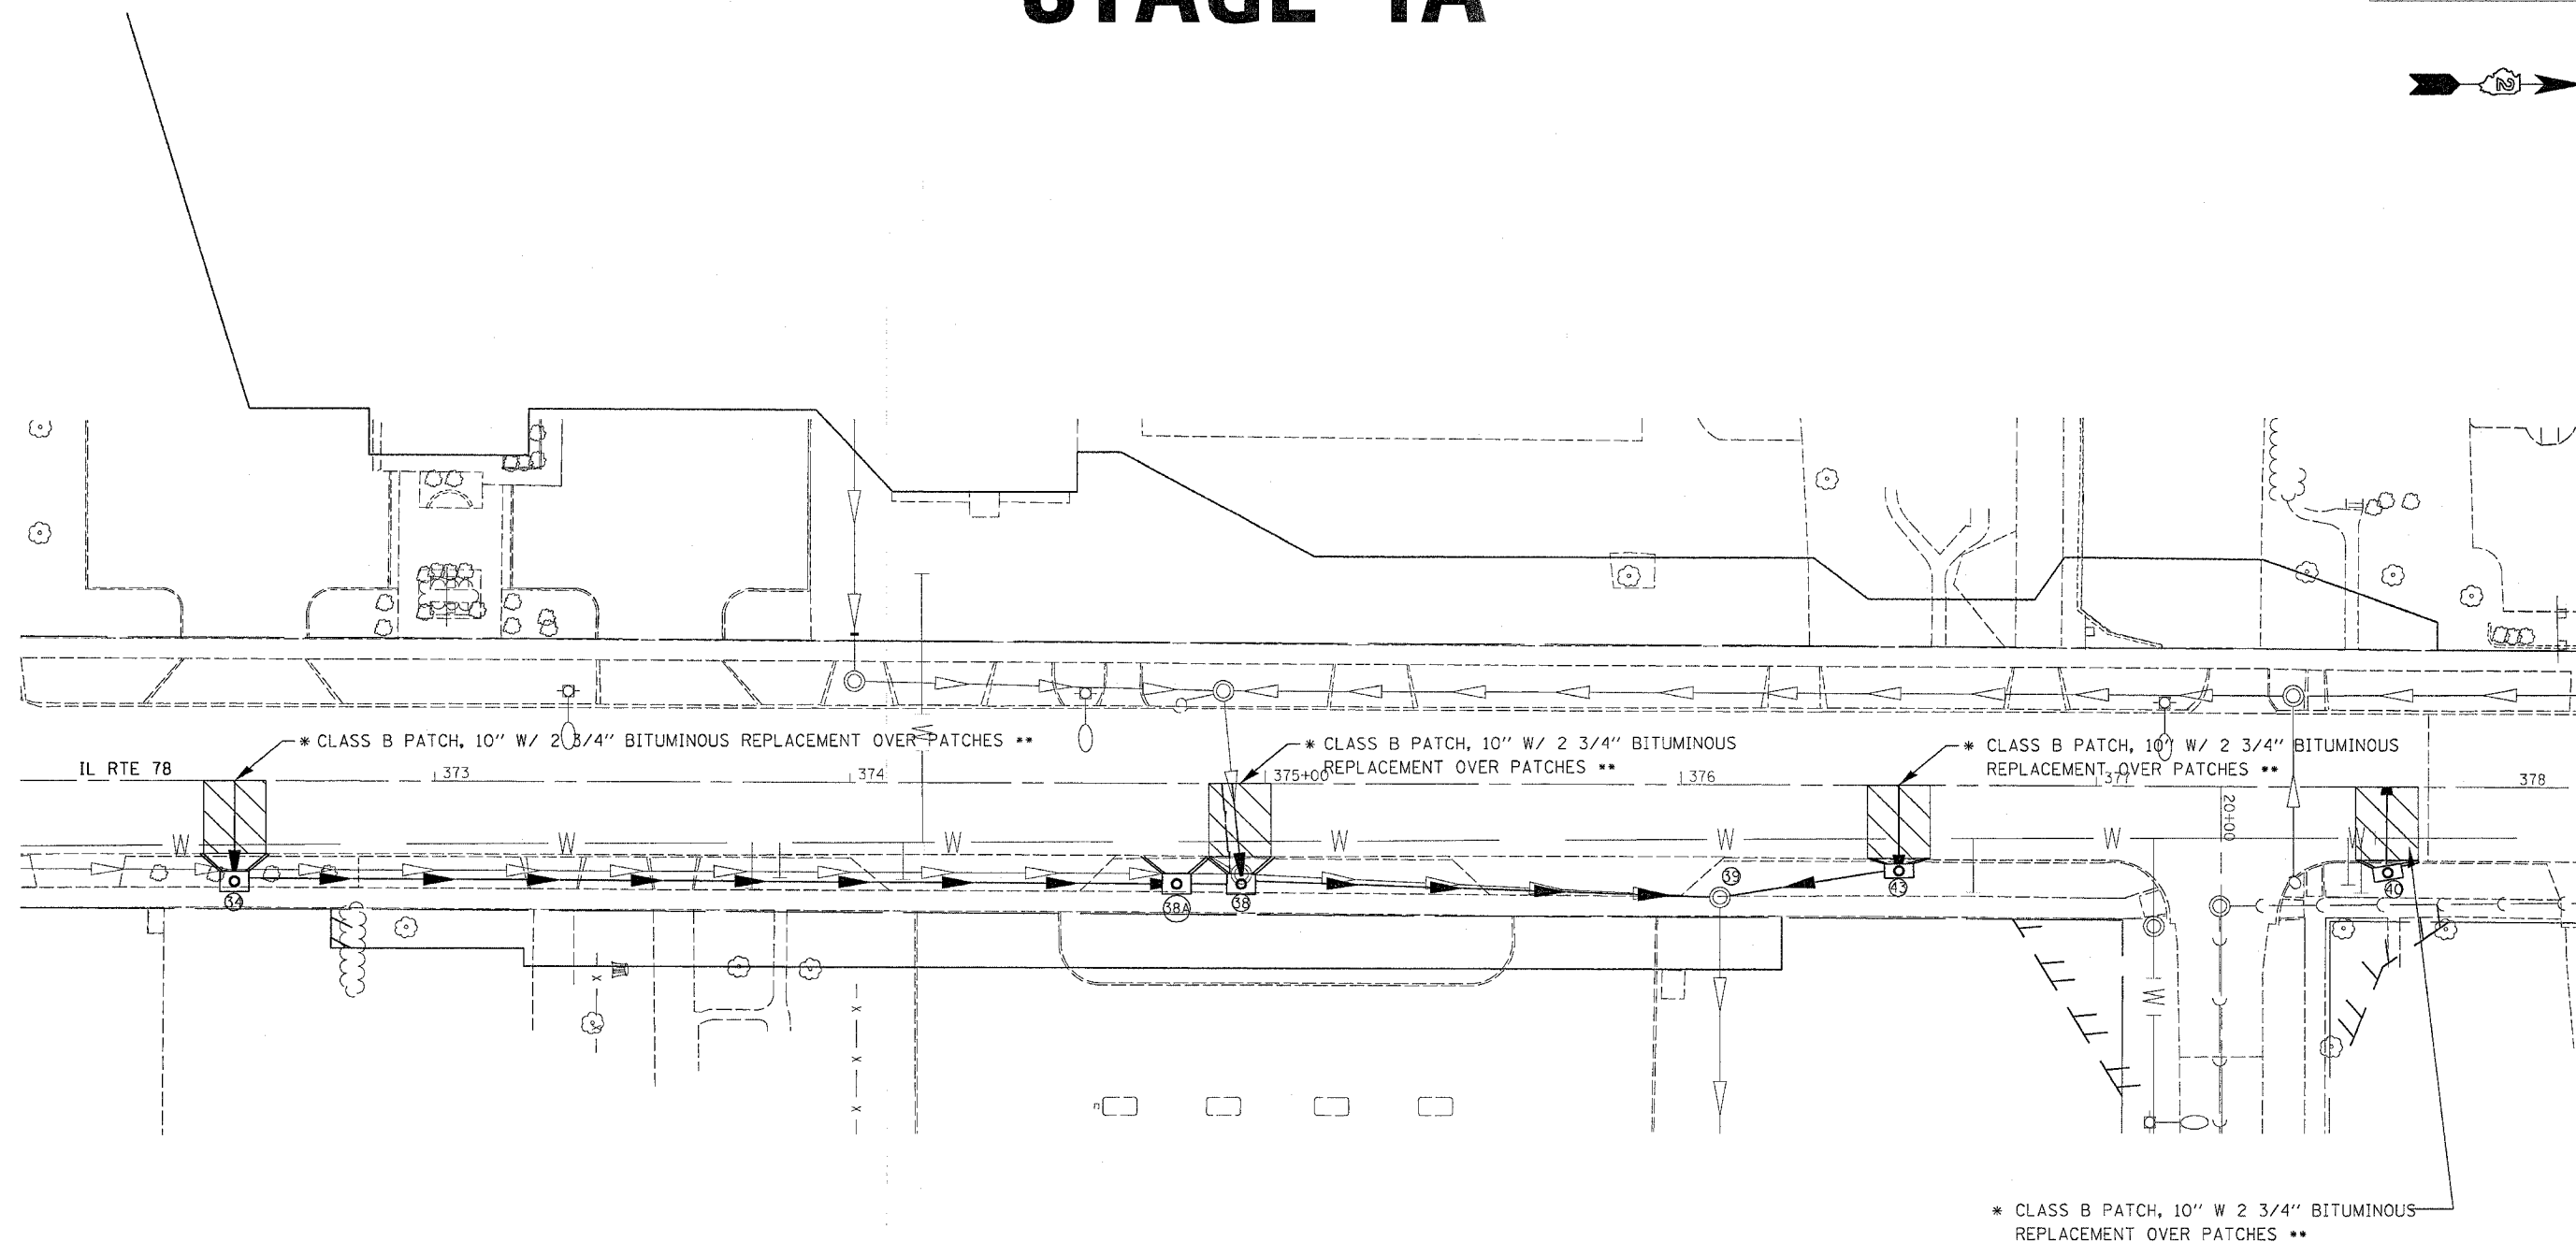 STAGE 1A
* CLASS B PATCH, 10" W/ 2 3/4" BITUMINOUS REPLACEMENT OVER PATCHES **
* CLASS B PATCH, 10" W/ 2 3/4" BITUMINOUS
REPLACEMENT OVER PATCHES **
* CLASS B PATCH, 10" W/ 2 3/4" BITUMINOUS
REPLACEMENT OVER PATCHES **
IL RTE 78
373
374
375+00
376
377
378
20+00
W
W
W
W
W
W
W
W
W
34
38A
38
39
43
40
X
X
X
X
X
* CLASS B PATCH, 10" W 2 3/4" BITUMINOUS
REPLACEMENT OVER PATCHES **